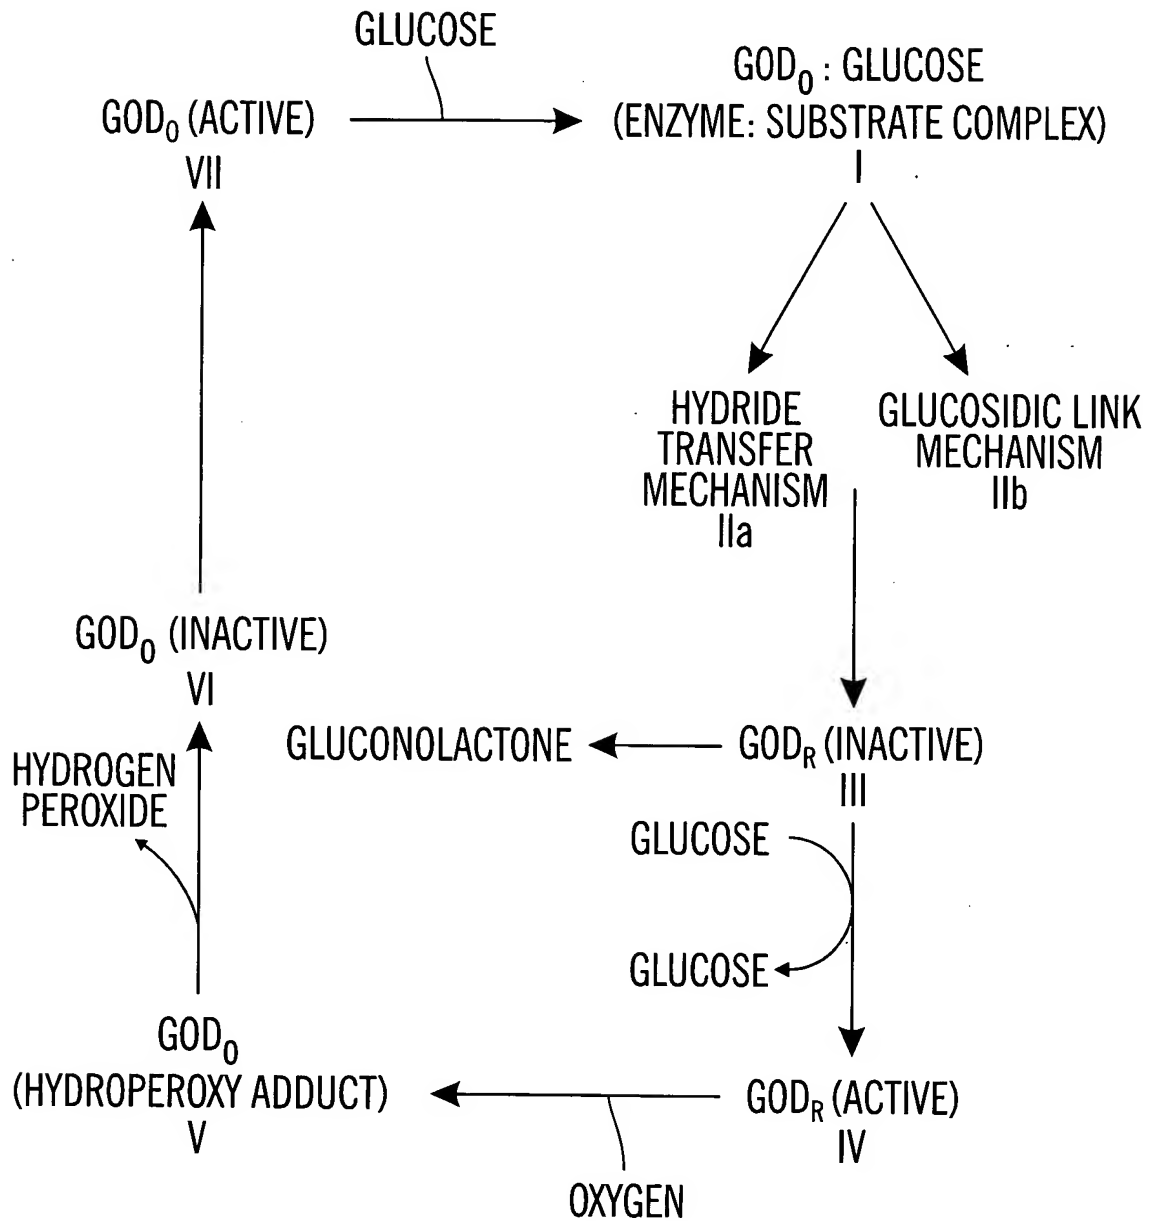 GLUCOSE
GOD₀ (ACTIVE)
VII
GOD₀ : GLUCOSE
(ENZYME: SUBSTRATE COMPLEX)
I
HYDRIDE
TRANSFER
MECHANISM
IIa
GLUCOSIDIC LINK
MECHANISM
IIb
GOD₀ (INACTIVE)
VI
GLUCONOLACTONE
GODR (INACTIVE)
III
HYDROGEN
PEROXIDE
GLUCOSE
GLUCOSE
GOD₀
(HYDROPEROXY ADDUCT)
V
GODR (ACTIVE)
IV
OXYGEN